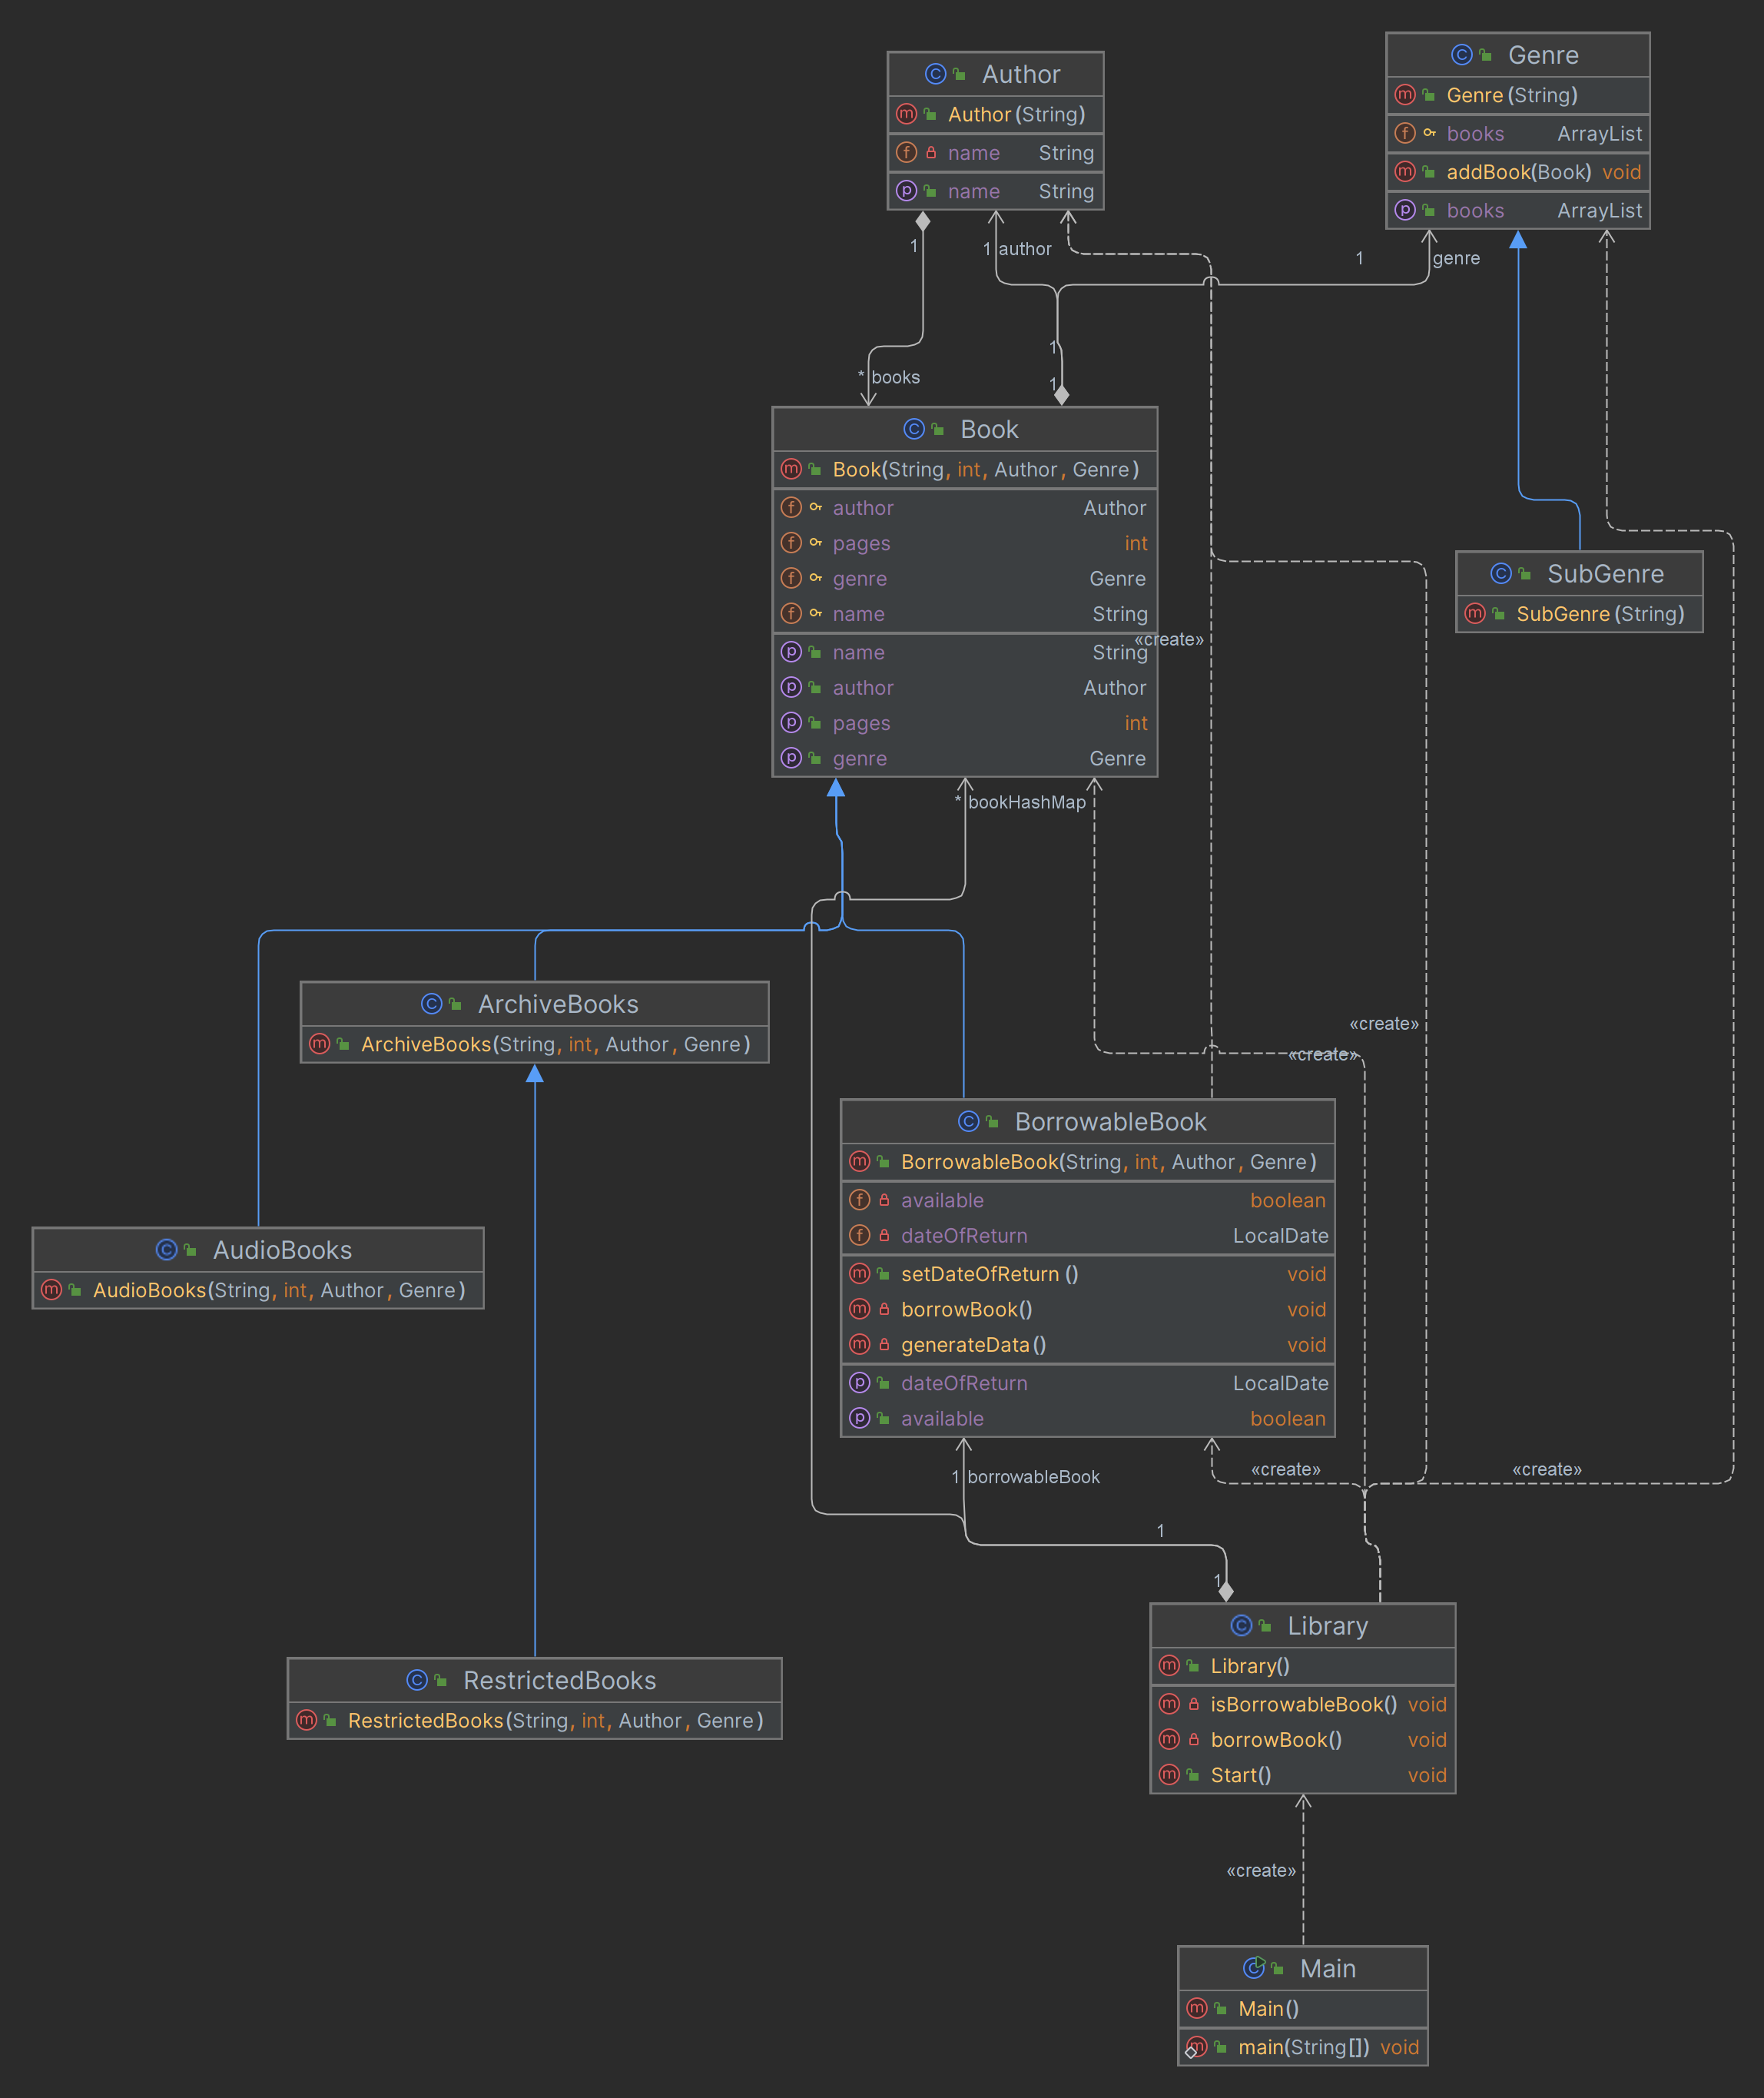 Author
Author(String)
name String
name String
Genre
Genre(String)
books ArrayList
addBook(Book) void
books ArrayList
1
1 author
1
genre
1
* books
1
Book
Book(String, int, Author, Genre)
author Author
pages int
genre Genre
name String
name String
author Author
pages int
genre Genre
«create»
SubGenre
SubGenre(String)
* bookHashMap
ArchiveBooks
ArchiveBooks(String, int, Author, Genre)
«create»
«create»
BorrowableBook
BorrowableBook(String, int, Author, Genre)
available boolean
dateOfReturn LocalDate
setDateOfReturn() void
borrowBook() void
generateData() void
dateOfReturn LocalDate
available boolean
AudioBooks
AudioBooks(String, int, Author, Genre)
1 borrowableBook
«create»
«create»
1
1
Library
Library()
isBorrowableBook() void
borrowBook() void
Start() void
RestrictedBooks
RestrictedBooks(String, int, Author, Genre)
«create»
Main
Main()
main(String[]) void